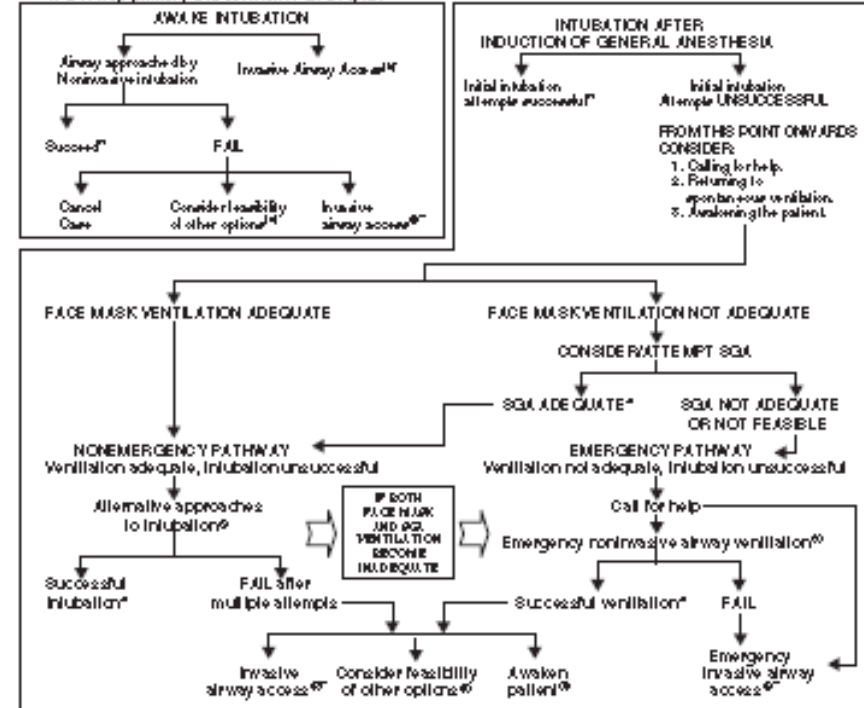 AWAKE INTUBATION
Airway approached by
Noninvasive intubation
Invasive Airway Access
Succeed*
FAIL
Cancel
Case
Consider feasibility
of other options
Invasive
airway access
INTUBATION AFTER
INDUCTION OF GENERAL ANESTHESIA
Initial intubation
attempts successful*
Initial intubation
Attempts UNSUCCESSFUL
FROM THIS POINT ONWARDS
CONSIDER:
1. Calling for help.
2. Returning to
spontaneous ventilation.
3. Awakening the patient.
FACE MASK VENTILATION ADEQUATE
FACE MASK VENTILATION NOT ADEQUATE
CONSIDER/ATTEMPT SGA
SGA ADEQUATE*
SGA NOT ADEQUATE
OR NOT FEASIBLE
NONEMERGENCY PATHWAY
Ventilation adequate, intubation unsuccessful
EMERGENCY PATHWAY
Ventilation not adequate, intubation unsuccessful
Alternative approaches
to intubation
IF BOTH
FACE MASK
AND SGA
VENTILATION
BECOME
INADEQUATE
Call for help
Emergency noninvasive airway ventilation
Successful
intubation*
FAIL after
multiple attempts
Successful ventilation*
FAIL
Invasive
airway access
Consider feasibility
of other options
Awaken
patient
Emergency
invasive airway
access